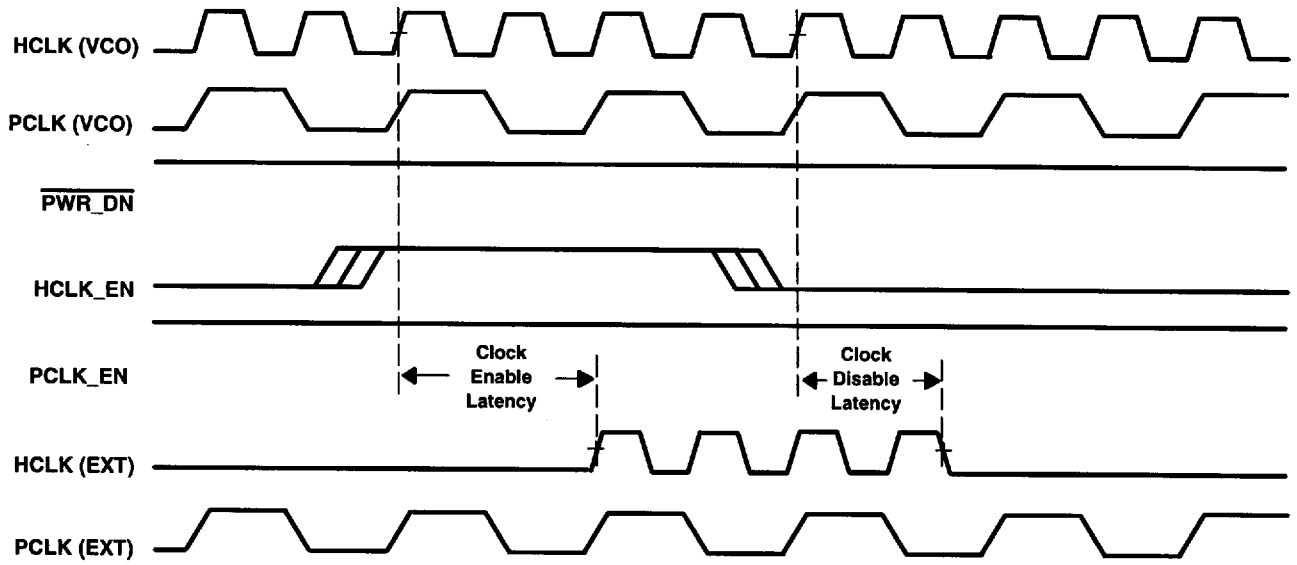 HCLK (VCO)
PCLK (VCO)
PWR_DN
HCLK_EN
PCLK_EN
Clock
Enable
Latency
Clock
Disable
Latency
HCLK (EXT)
PCLK (EXT)